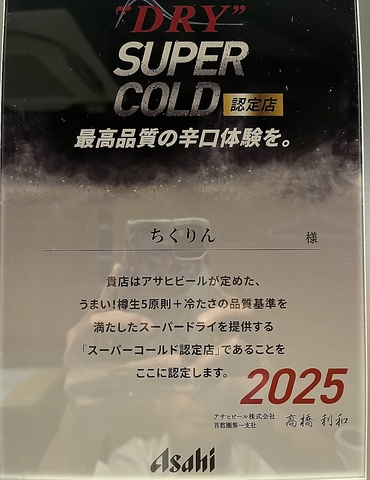 "DRY"
SUPER
COLD 認定店
最高品質の辛口体験を。
ちくりん 様
貴店はアサヒビールが定めた、
うまい!樽生5原則+冷たさの品質基準を
満たしたスーパードライを提供する
「スーパーコールド認定店」であることを
ここに認定します。
2025
アサヒビール株式会社
首都圏第一支社 高橋利和
Asahi